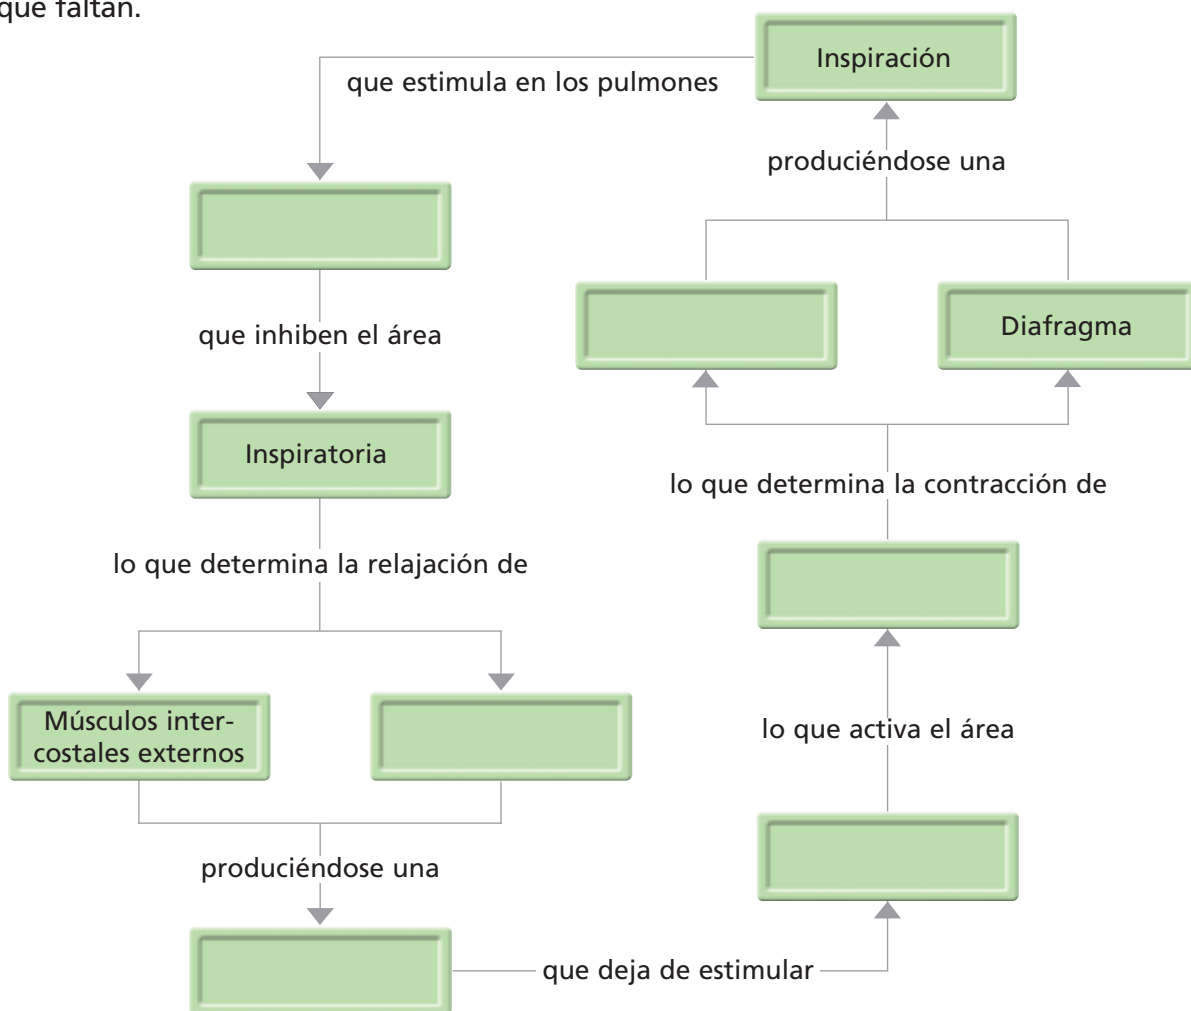 que faltan.
Inspiración
que estimula en los pulmones
produciéndose una
que inhiben el área
Diafragma
Inspiratoria
lo que determina la contracción de
lo que determina la relajación de
Músculos inter-
costales externos
lo que activa el área
produciéndose una
que deja de estimular